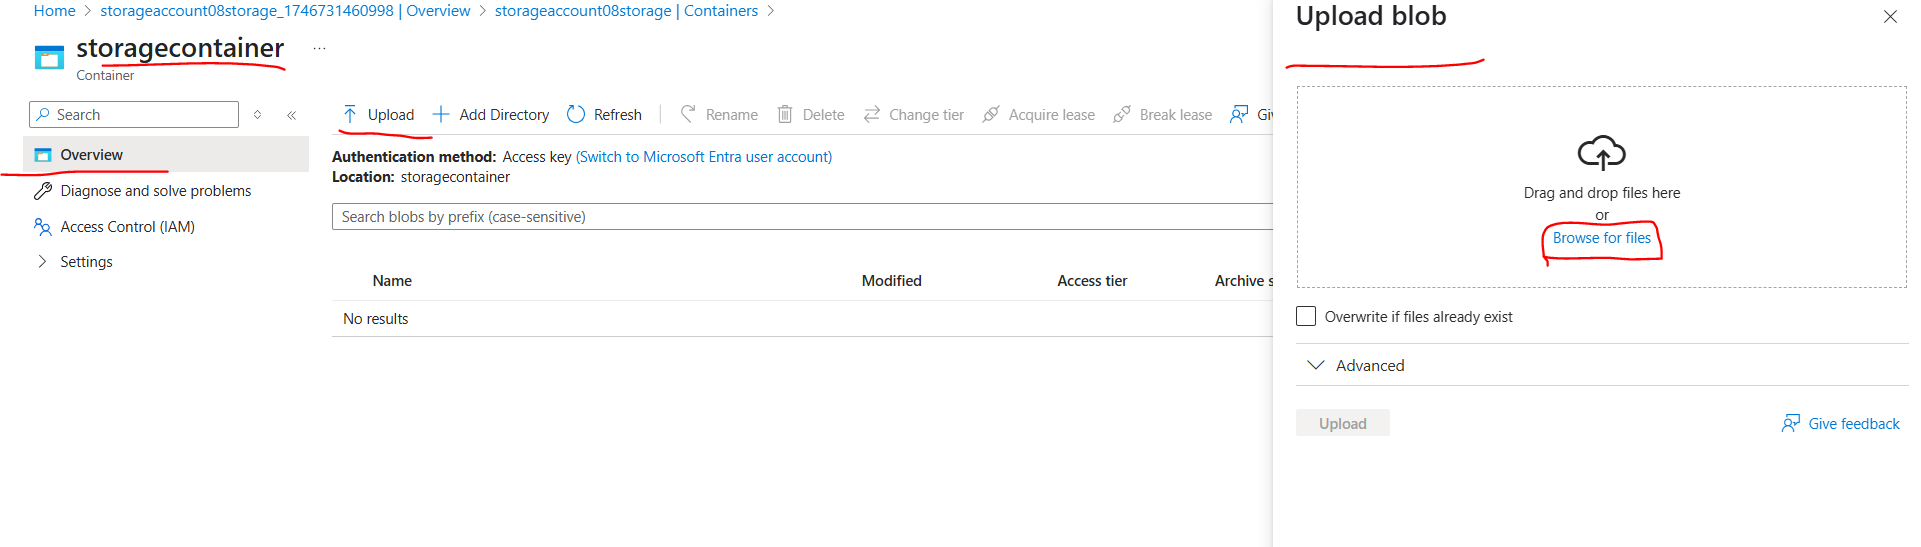 Home > storageaccount08storage_1746731460998 | Overview > storageaccount08storage | Containers >
storagecontainer ...
Container
Search
Overview
Diagnose and solve problems
Access Control (IAM)
Settings
Upload Add Directory Refresh Rename Delete Change tier Acquire lease Break lease Gi
Authentication method: Access key (Switch to Microsoft Entra user account)
Location: storagecontainer
Search blobs by prefix (case-sensitive)
Name Modified Access tier Archive s
No results
Upload blob
Drag and drop files here
or
Browse for files
Overwrite if files already exist
Advanced
Upload Give feedback